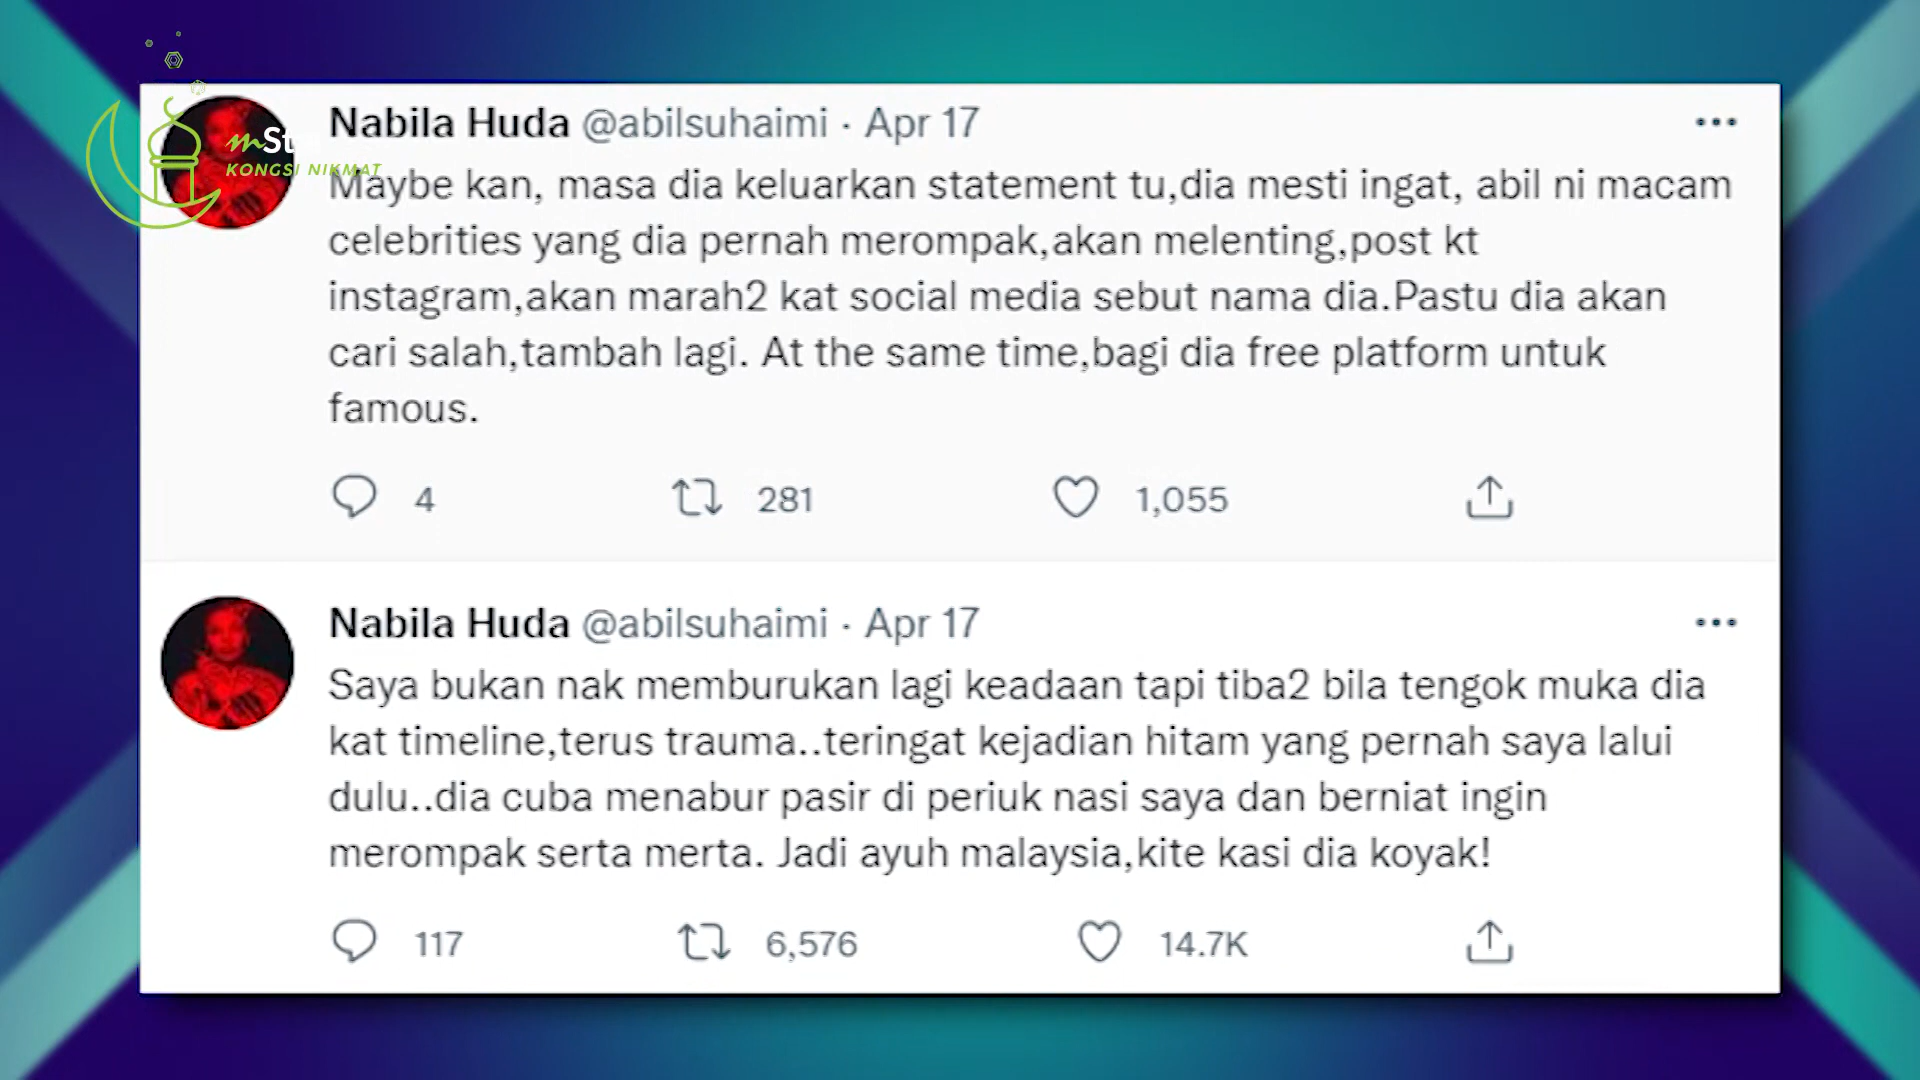 Nabila Huda @abilsuhaimi · Apr 17
mSt
KONGSI NIKMAT
Maybe kan, masa dia keluarkan statement tu,dia mesti ingat, abil ni macam
celebrities yang dia pernah merompak,akan melenting,post kt
instagram,akan marah2 kat social media sebut nama dia.Pastu dia akan
cari salah,tambah lagi. At the same time,bagi dia free platform untuk
famous.
4 281 1,055
Nabila Huda @abilsuhaimi · Apr 17
Saya bukan nak memburukan lagi keadaan tapi tiba2 bila tengok muka dia
kat timeline,terus trauma..teringat kejadian hitam yang pernah saya lalui
dulu..dia cuba menabur pasir di periuk nasi saya dan berniat ingin
merompak serta merta. Jadi ayuh malaysia,kite kasi dia koyak!
117 6,576 14.7K